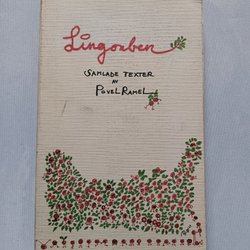 Lingonben
SAMLADE TEXTER
AV
POVEL RAMEL